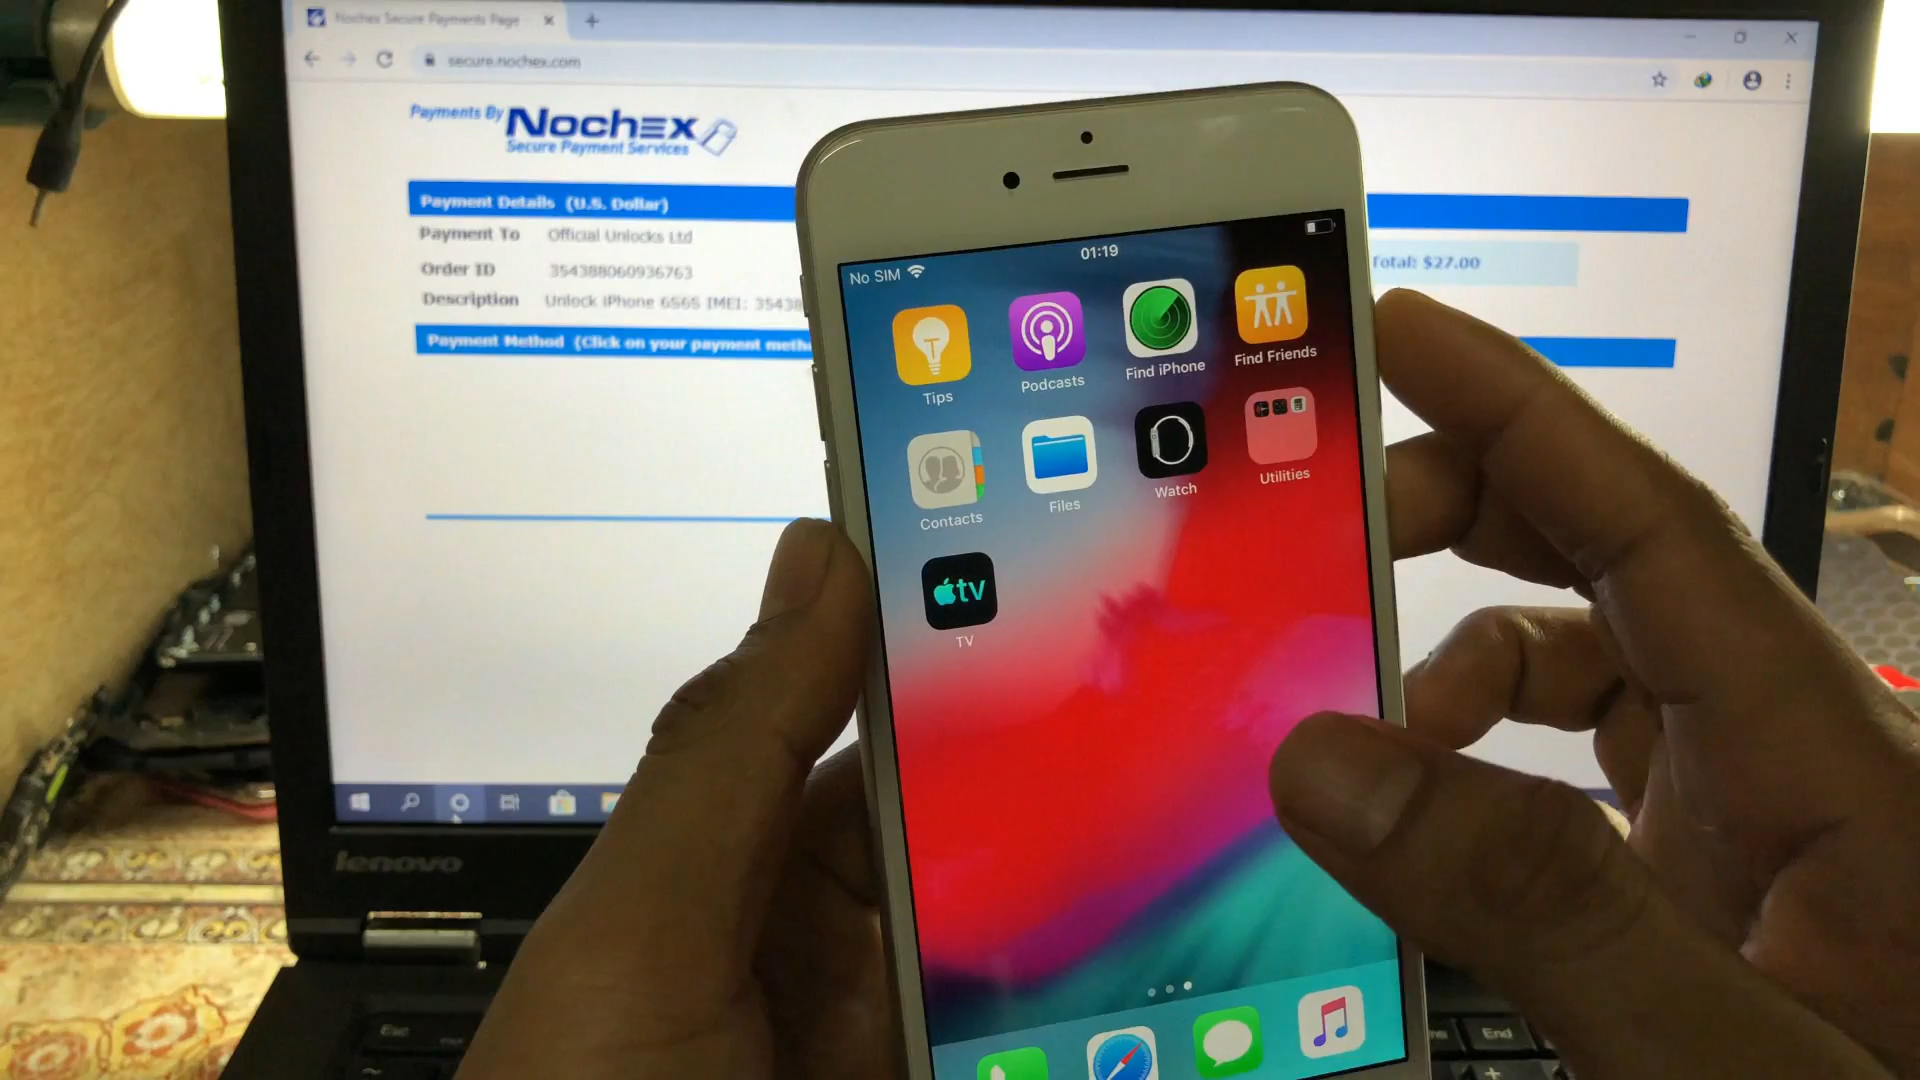 Nochex Secure Payments Page
secure.nochex.com
Payments By
Nochex
Secure Payment Services
Payment Details (U.S. Dollar)
Payment To Official Unlocks Ltd
Total: $27.00
Order ID 354388060936763
Description Unlock iPhone 6S6S IMEI: 35438
Payment Method (Click on your payment meth
No SIM 01:19
Tips Podcasts Find iPhone Find Friends
Contacts Files Watch Utilities
tv
TV
lenovo
Esc
End